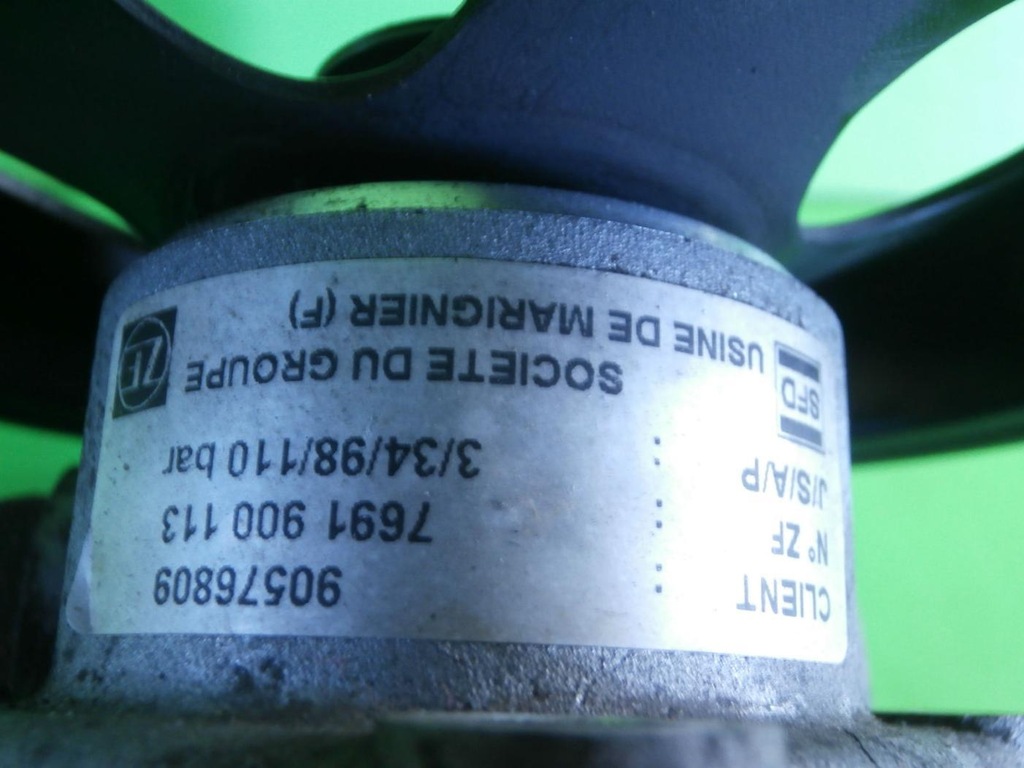 CLIENT : 90576809
N° ZF : 7691 900 113
J/S/A/P : 3/34/98/110 bar
SFD SOCIETE DU GROUPE ZF
USINE DE MARIGNIER (F)